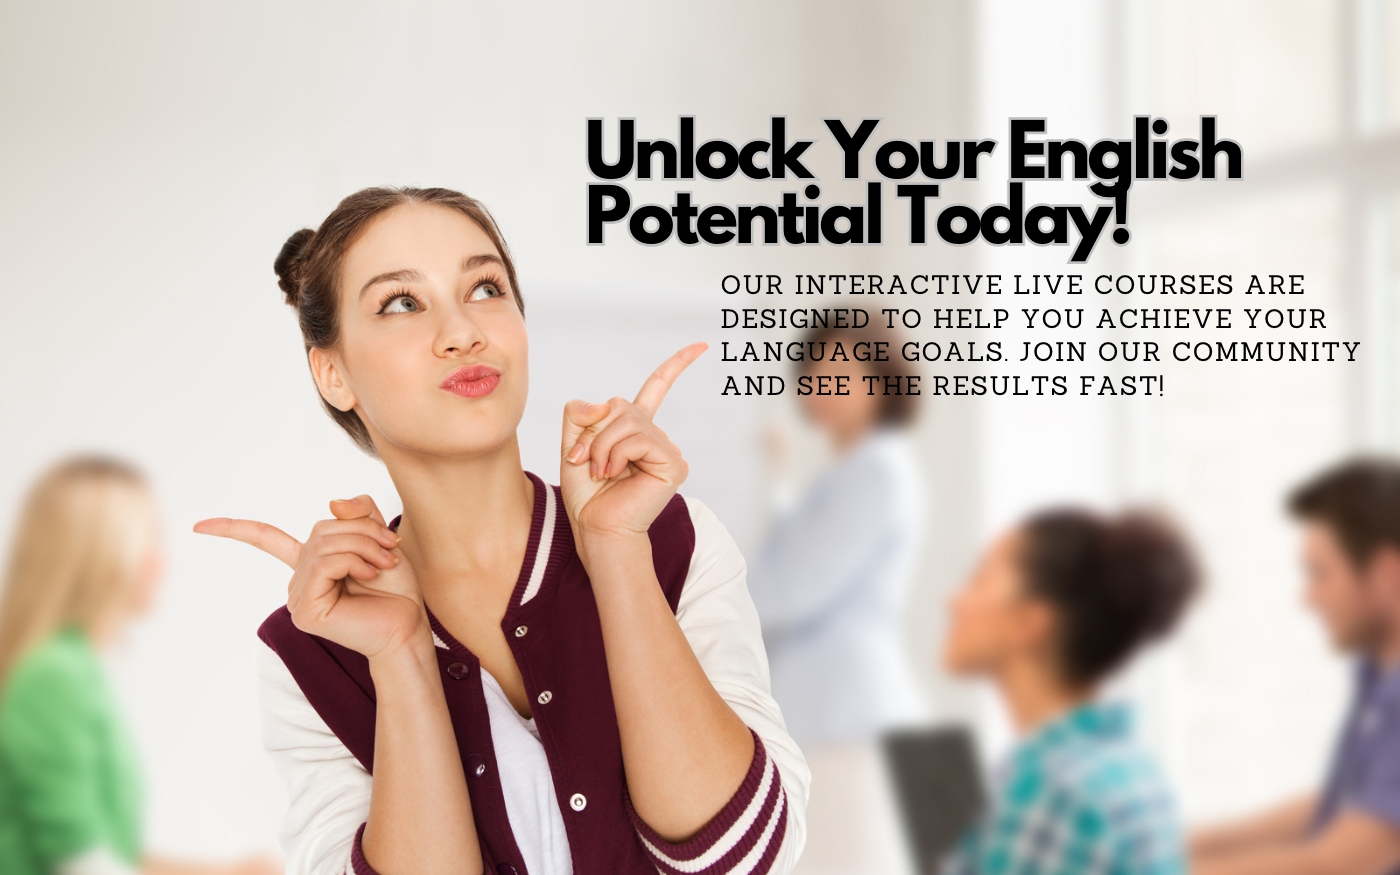 Unlock Your English
Potential Today!
OUR INTERACTIVE LIVE COURSES ARE
DESIGNED TO HELP YOU ACHIEVE YOUR
LANGUAGE GOALS. JOIN OUR COMMUNITY
AND SEE THE RESULTS FAST!